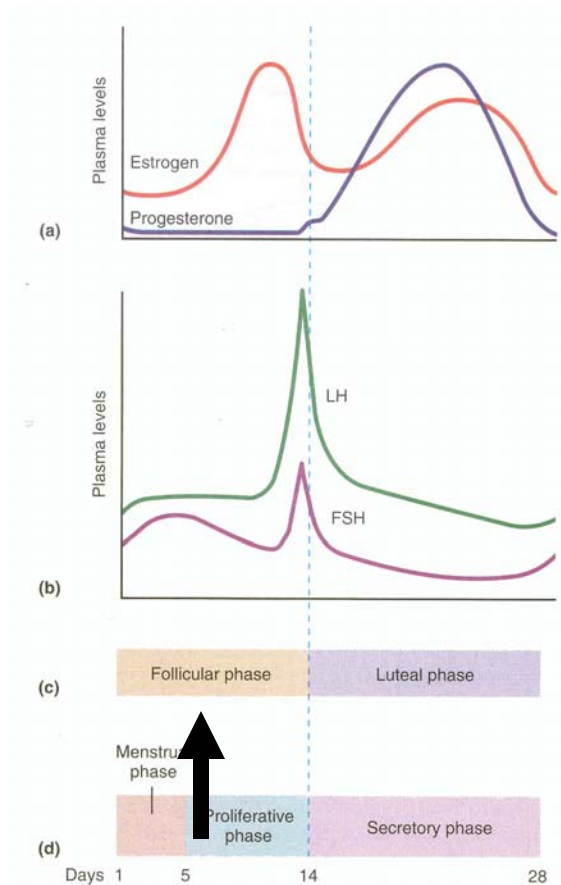 Plasma levels
Estrogen
Progesterone
(a)
Plasma levels
LH
FSH
(b)
(c)
Follicular phase
Luteal phase
phase
(d)
phase
Secretory phase
Days 1 5 14 28